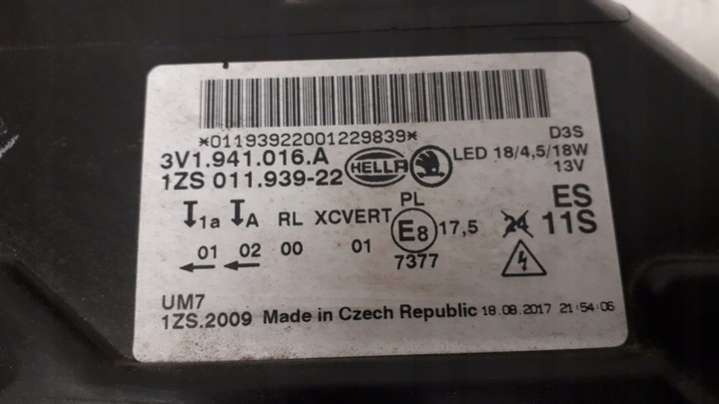 *01193922001229839*
3V1.941.016.A
1ZS 011.939-22
HELLA
D3S
LED 18/4,5/18W
13V
1a A RL XCVERT
01 02 00 01
PL
E8 17,5
7377
ES
24 11S
UM7
1ZS.2009 Made in Czech Republic 18.08.2017 21:54:06